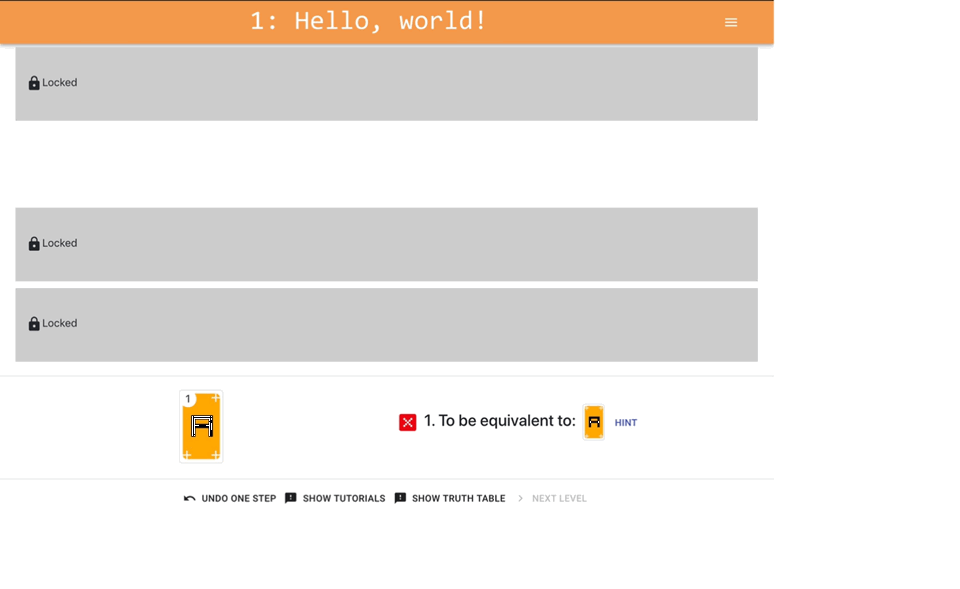 1: Hello, world!
Locked
Locked
Locked
1
1. To be equivalent to:
HINT
UNDO ONE STEP
SHOW TUTORIALS
SHOW TRUTH TABLE
NEXT LEVEL